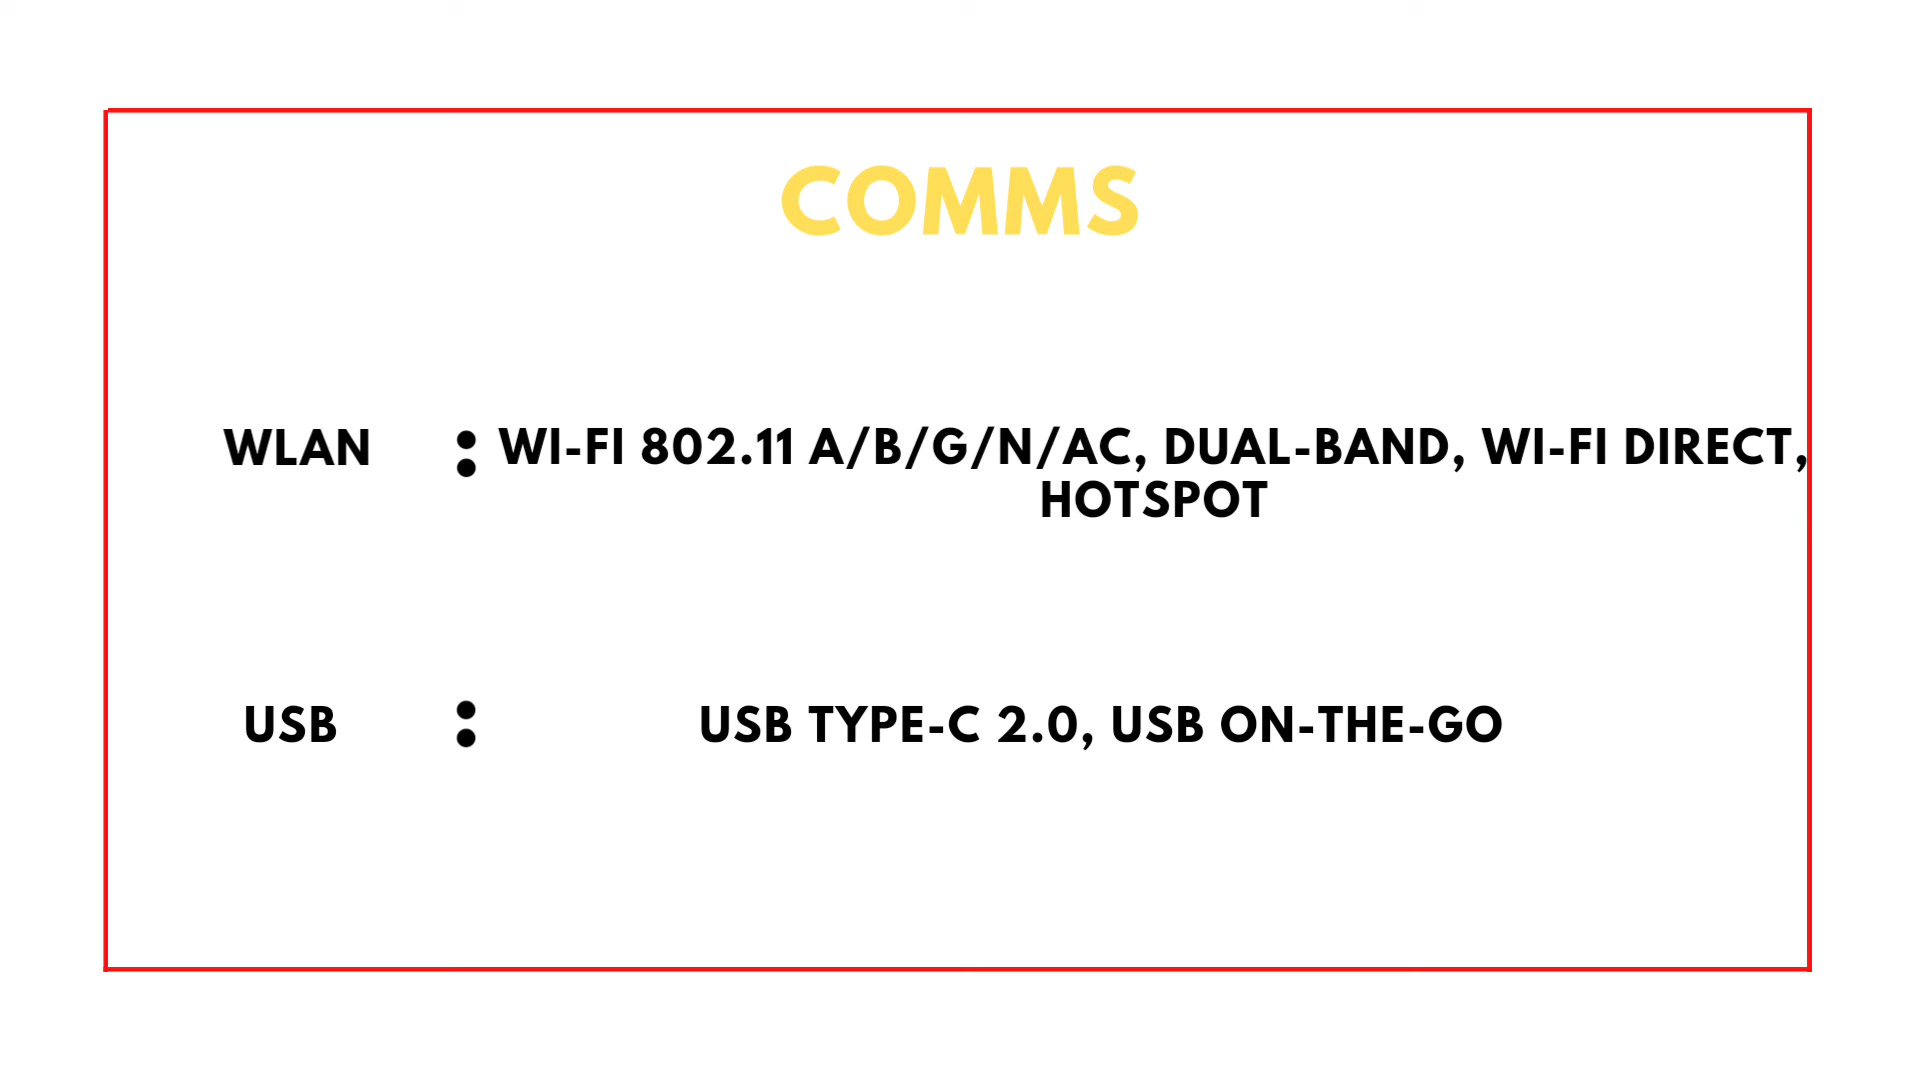 COMMS
WLAN : WI-FI 802.11 A/B/G/N/AC, DUAL-BAND, WI-FI DIRECT,
HOTSPOT
USB : USB TYPE-C 2.0, USB ON-THE-GO